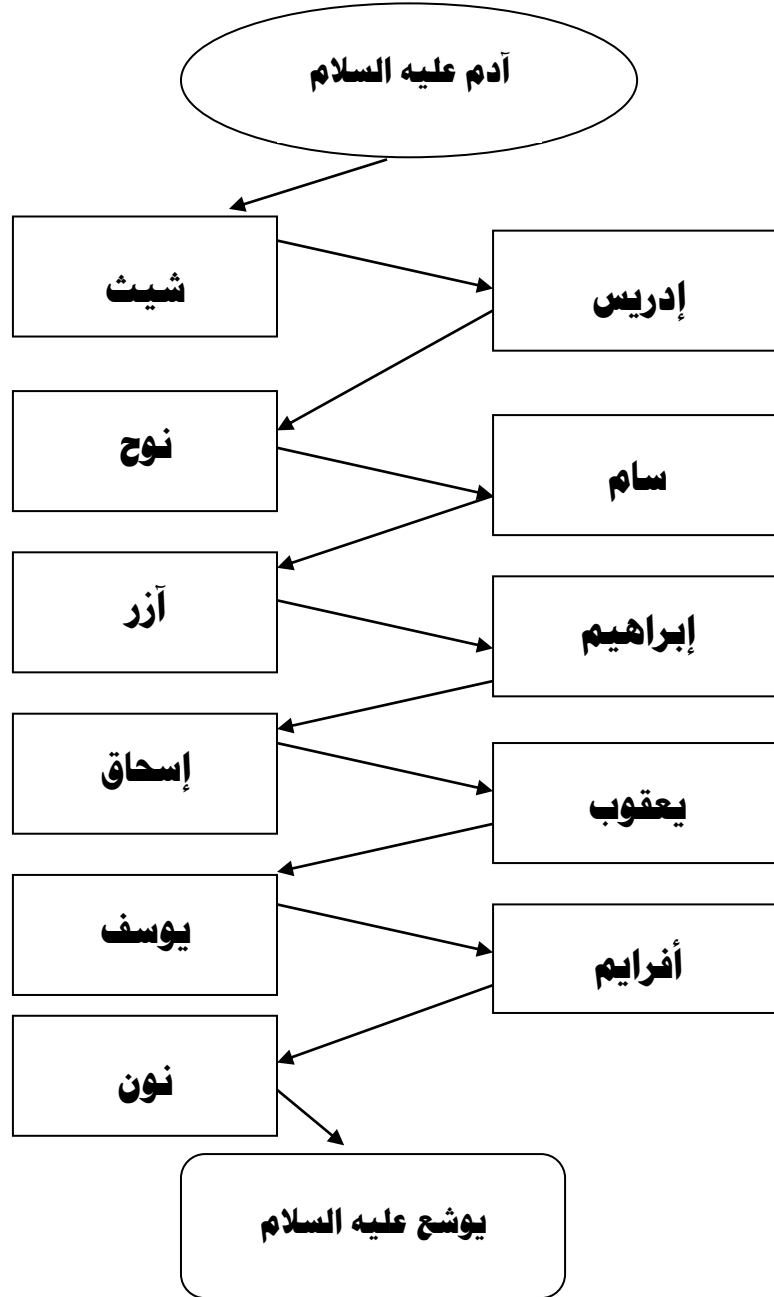 آدم عليه السلام
شيث
إدريس
نوح
سام
آزر
إبراهيم
إسحاق
يعقوب
يوسف
أفرايم
نون
يوشع عليه السلام